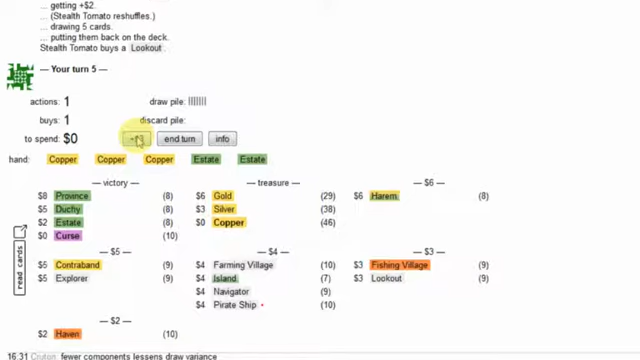 ... getting +$2.
... (Stealth Tomato reshuffles.)
... drawing 5 cards.
... putting them back on the deck.
Stealth Tomato buys a Lookout.
— Your turn 5 —
actions: 1 draw pile: |||||||
buys: 1 discard pile:
to spend: $0 end turn info
hand: Copper Copper Copper Estate Estate
— victory — — treasure — — $6 —
$8 Province (8) $6 Gold (29) $6 Harem (8)
$5 Duchy (8) $3 Silver (38)
$2 Estate (8) $0 Copper (46)
$0 Curse (10)
read cards
— $5 — — $4 — — $3 —
$5 Contraband (9) $4 Farming Village (10) $3 Fishing Village (9)
$5 Explorer (9) $4 Island (7) $3 Lookout (9)
$4 Navigator (9)
$4 Pirate Ship (10)
— $2 —
$2 Haven (10)
16:31 Cruton: fewer components lessens draw variance